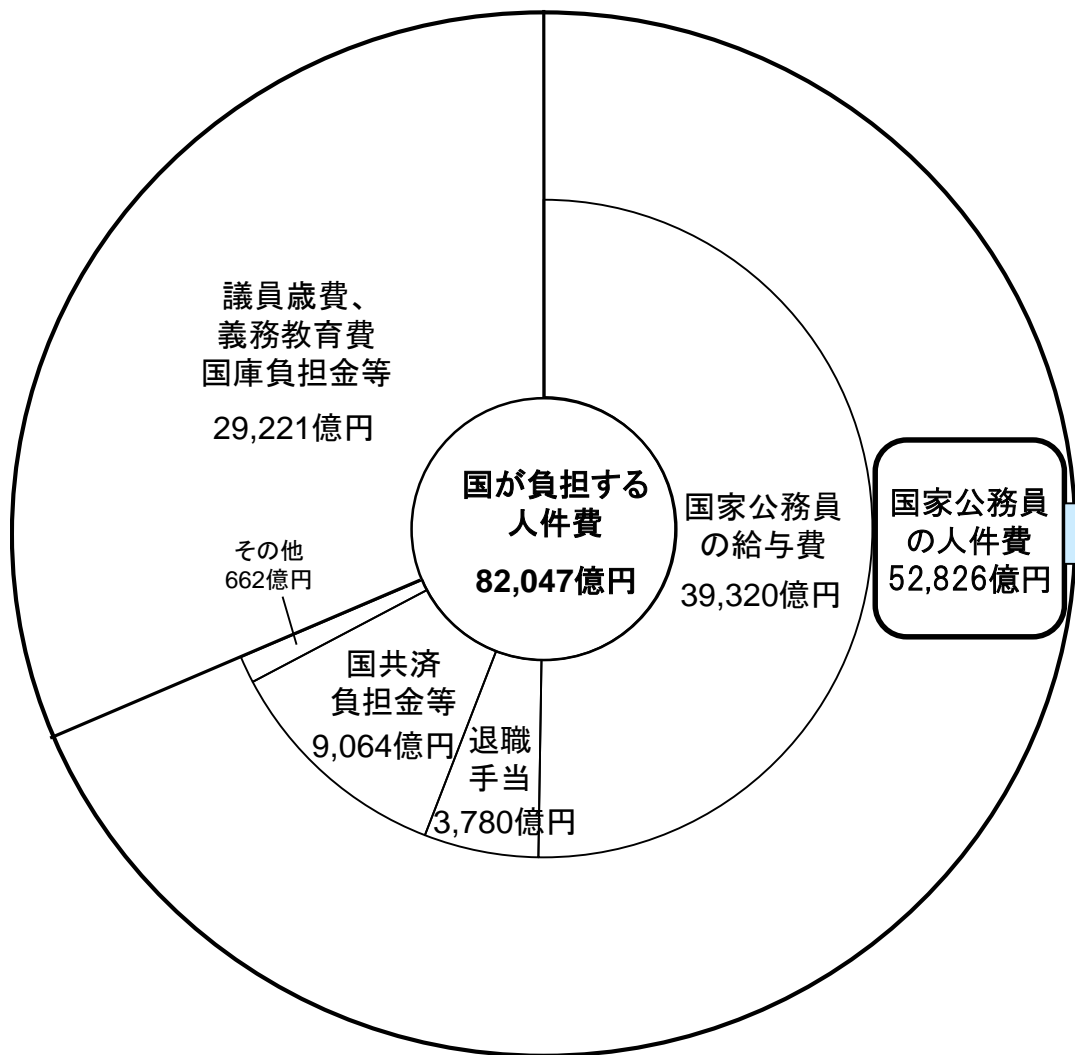 議員歳費、
義務教育費
国庫負担金等
29,221億円
国が負担する
人件費
82,047億円
国家公務員
の給与費
39,320億円
国家公務員
の人件費
52,826億円
その他
662億円
国共済
負担金等
9,064億円
退職
手当
3,780億円